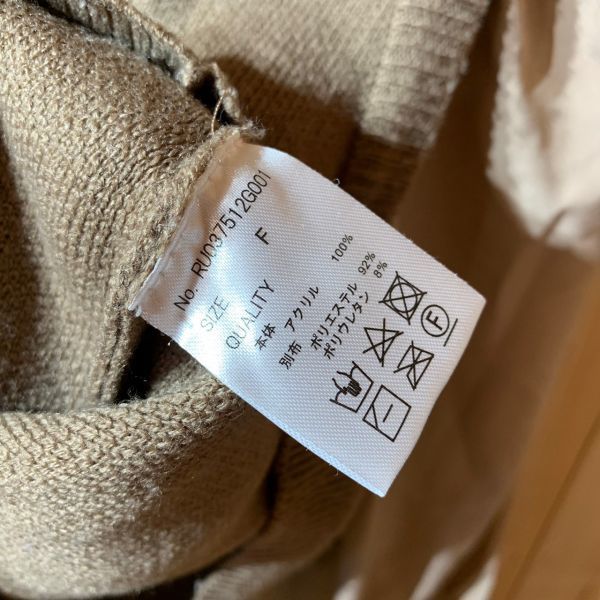 No. RU037512G001
SIZE F
QUALITY
本体 アクリル 100%
別布 ポリエステル 92%
ポリウレタン 8%
F